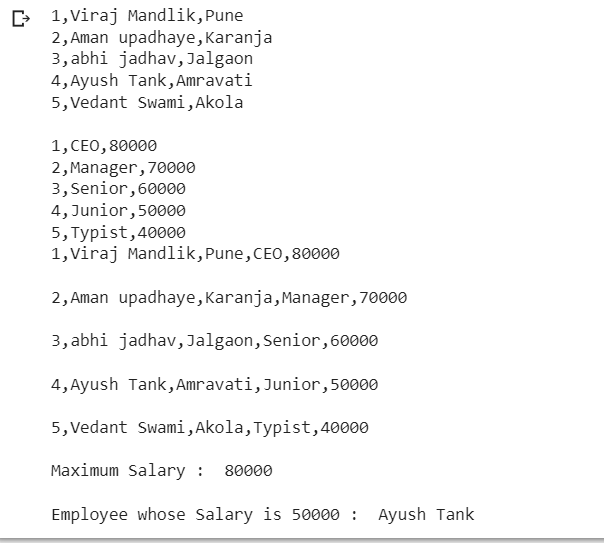 1,Viraj Mandlik,Pune
2,Aman upadhaye,Karanja
3,abhi jadhav,Jalgaon
4,Ayush Tank,Amravati
5,Vedant Swami,Akola
1,CEO,80000
2,Manager,70000
3,Senior,60000
4,Junior,50000
5,Typist,40000
1,Viraj Mandlik,Pune,CEO,80000
2,Aman upadhaye,Karanja,Manager,70000
3,abhi jadhav,Jalgaon,Senior,60000
4,Ayush Tank,Amravati,Junior,50000
5,Vedant Swami,Akola,Typist,40000
Maximum Salary :  80000
Employee whose Salary is 50000 :  Ayush Tank